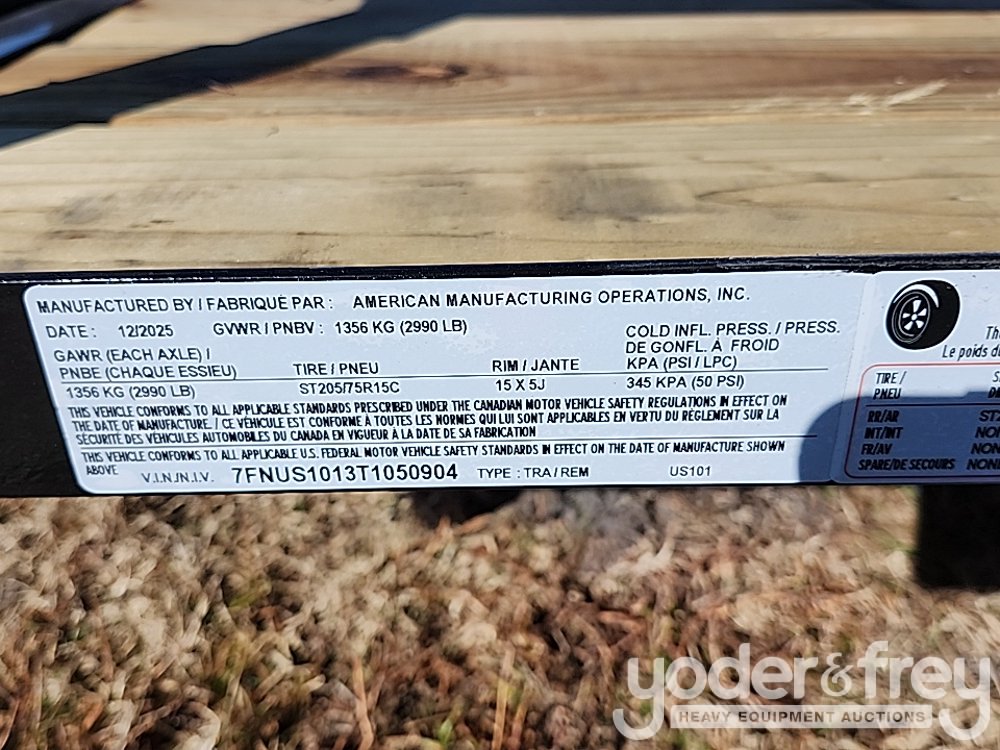 MANUFACTURED BY / FABRIQUÉ PAR : AMERICAN MANUFACTURING OPERATIONS, INC.
DATE : 12/2025 GVWR / PNBV : 1356 KG (2990 LB)
GAWR (EACH AXLE) /
PNBE (CHAQUE ESSIEU) TIRE / PNEU RIM / JANTE
COLD INFL. PRESS. / PRESS.
DE GONFL. À FROID
KPA (PSI / LPC)
1356 KG (2990 LB) ST205/75R15C 15 X 5J 345 KPA (50 PSI)
THIS VEHICLE CONFORMS TO ALL APPLICABLE STANDARDS PRESCRIBED UNDER THE CANADIAN MOTOR VEHICLE SAFETY REGULATIONS IN EFFECT ON
THE DATE OF MANUFACTURE. / CE VÉHICULE EST CONFORME À TOUTES LES NORMES QUI LUI SONT APPLICABLES EN VERTU DU RÈGLEMENT SUR LA
SÉCURITÉ DES VÉHICULES AUTOMOBILES DU CANADA EN VIGUEUR À LA DATE DE SA FABRICATION
THIS VEHICLE CONFORMS TO ALL APPLICABLE U.S. FEDERAL MOTOR VEHICLE SAFETY STANDARDS IN EFFECT ON THE DATE OF MANUFACTURE SHOWN
ABOVE
V.I.N./N.I.V. 7FNUS1013T1050904 TYPE : TRA / REM US101
Le poids
TIRE /
PNEU
RR/AR ST
INT/INT NON
FR/AV NON
SPARE/DE SECOURS NON
yoder&frey
HEAVY EQUIPMENT AUCTIONS